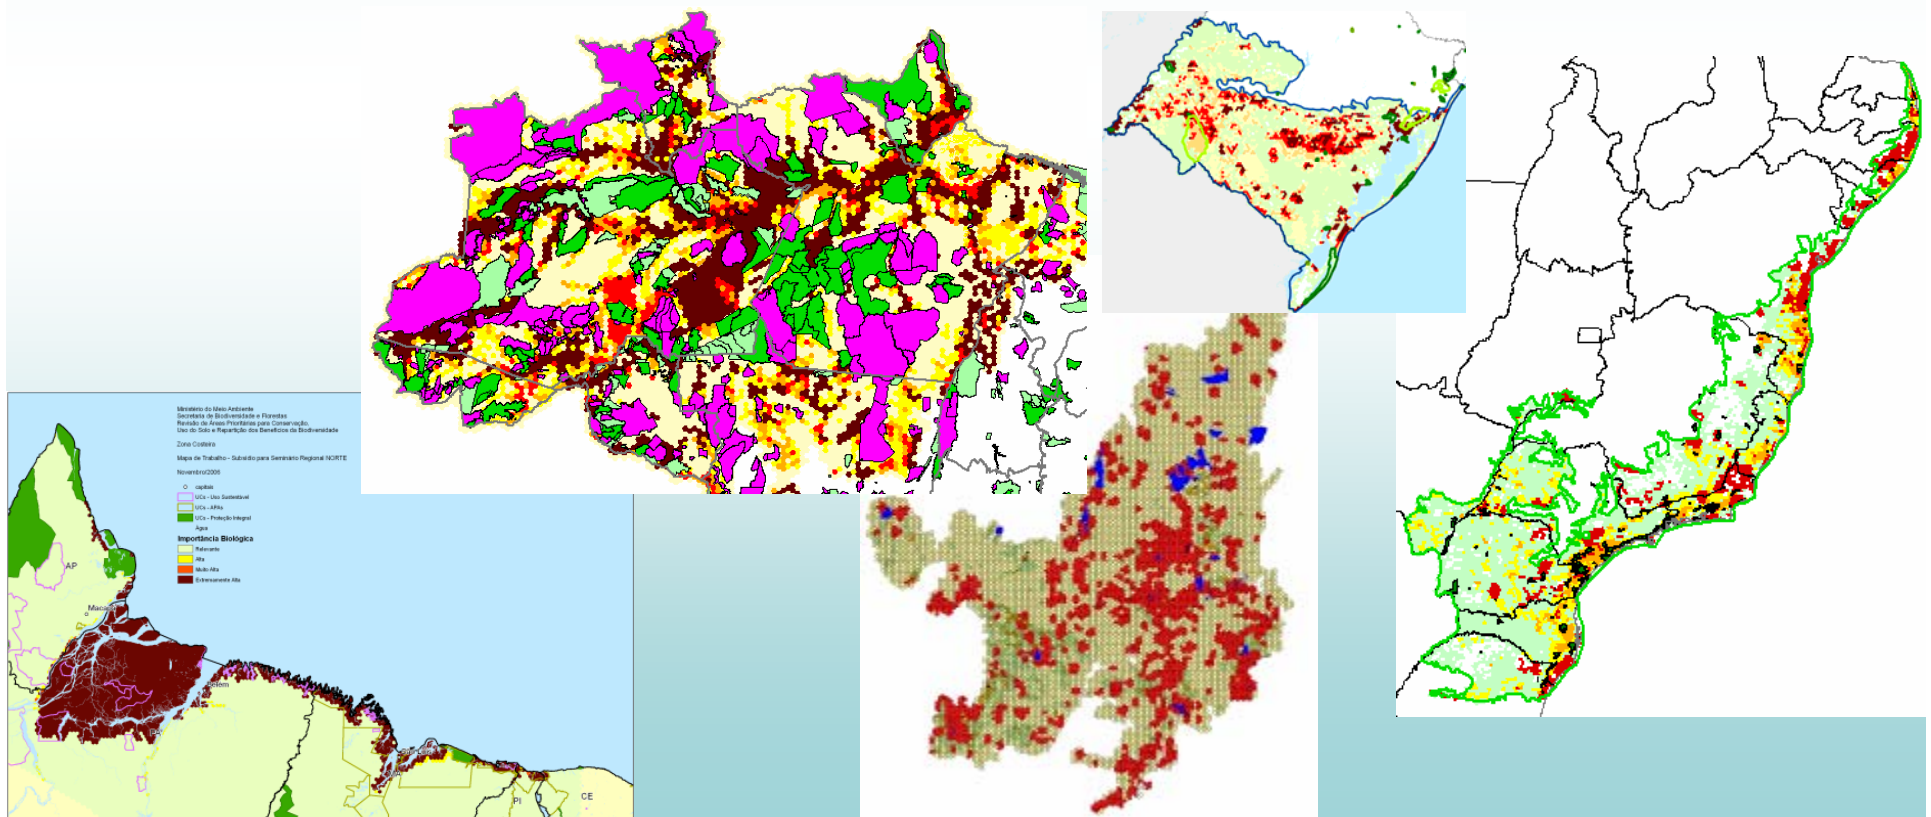 Ministério do Meio Ambiente
Secretaria de Biodiversidade e Florestas
Revisão de Áreas Prioritárias para Conservação,
Uso do Solo e Repartição dos Benefícios da Biodiversidade
Zona Costeira
Mapa de Trabalho - Subsídio para Seminário Regional NORTE
Novembro/2006
capitais
UCs - Uso Sustentável
UCs - APAs
UCs - Proteção Integral
Água
Importância Biológica
Relevante
Alta
Muito Alta
Extremamente Alta
AP
PI
CE